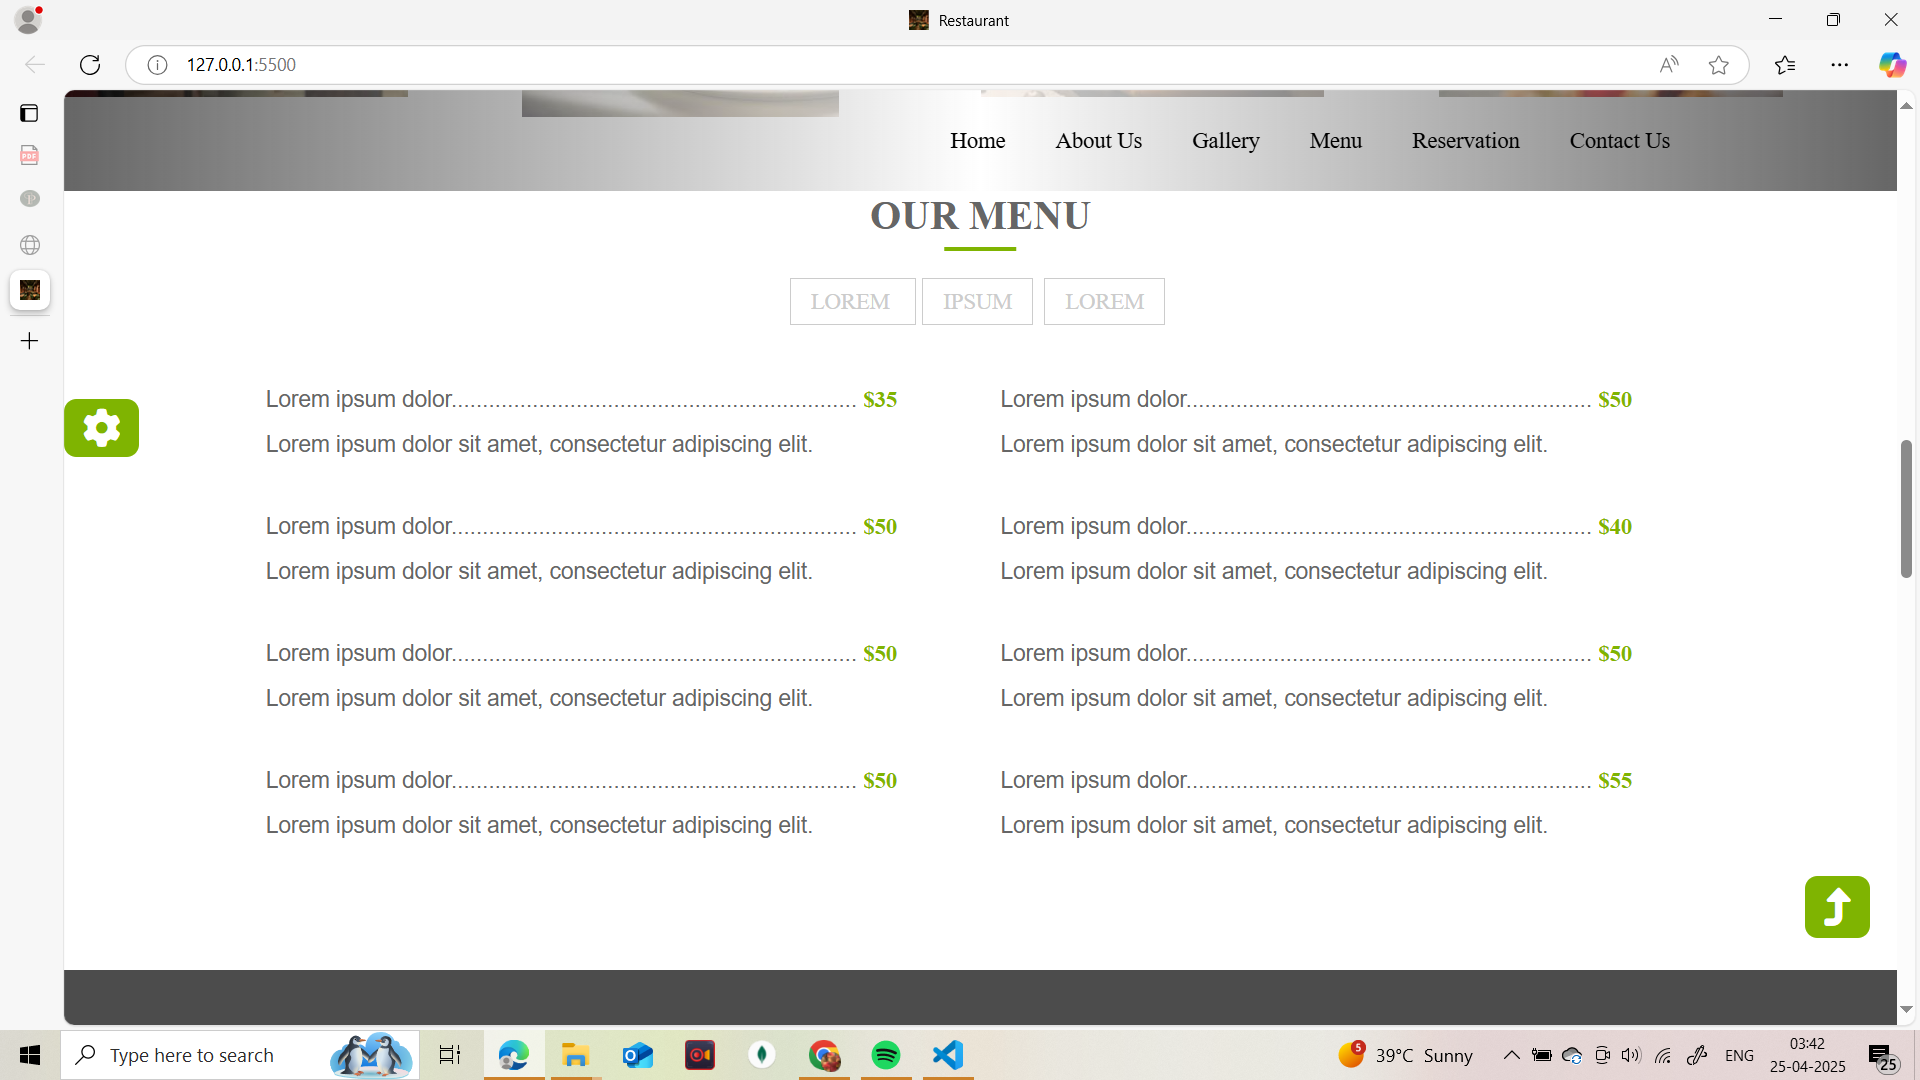 Restaurant
127.0.0.1:5500
Home About Us Gallery Menu Reservation Contact Us
OUR MENU
LOREM IPSUM LOREM
Lorem ipsum dolor................................................................... $35
Lorem ipsum dolor sit amet, consectetur adipiscing elit.
Lorem ipsum dolor................................................................... $50
Lorem ipsum dolor sit amet, consectetur adipiscing elit.
Lorem ipsum dolor................................................................... $50
Lorem ipsum dolor sit amet, consectetur adipiscing elit.
Lorem ipsum dolor................................................................... $50
Lorem ipsum dolor sit amet, consectetur adipiscing elit.
Lorem ipsum dolor................................................................... $50
Lorem ipsum dolor sit amet, consectetur adipiscing elit.
Lorem ipsum dolor................................................................... $40
Lorem ipsum dolor sit amet, consectetur adipiscing elit.
Lorem ipsum dolor................................................................... $50
Lorem ipsum dolor sit amet, consectetur adipiscing elit.
Lorem ipsum dolor................................................................... $55
Lorem ipsum dolor sit amet, consectetur adipiscing elit.
PDF
Type here to search
5
39°C Sunny
ENG
03:42
25-04-2025
25